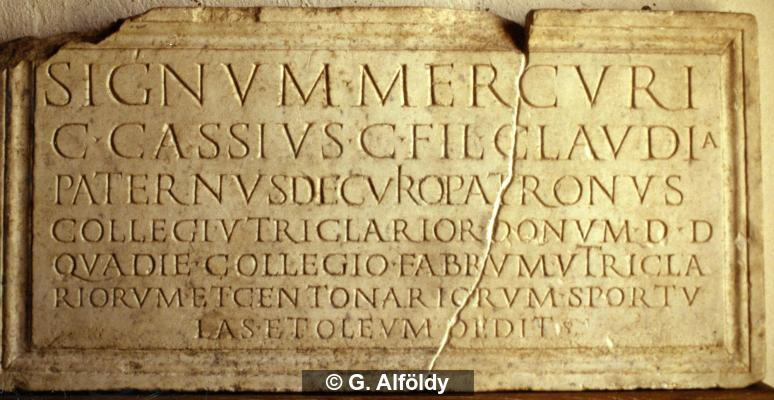 SIGNVM MERCVRI
C · CASSIVS · C · FIL CLAVDIA
PATERNVS DECVRO PATRONVS
COLLEGI VTRICLARIOR DONVM · D · D
QVA DIE · COLLEGIO · FABRVM VTRICLA
RIORVM ET CENTONARIORVM · SPORTV
LAS · ET OLEVM DEDIT
© G. Alföldy